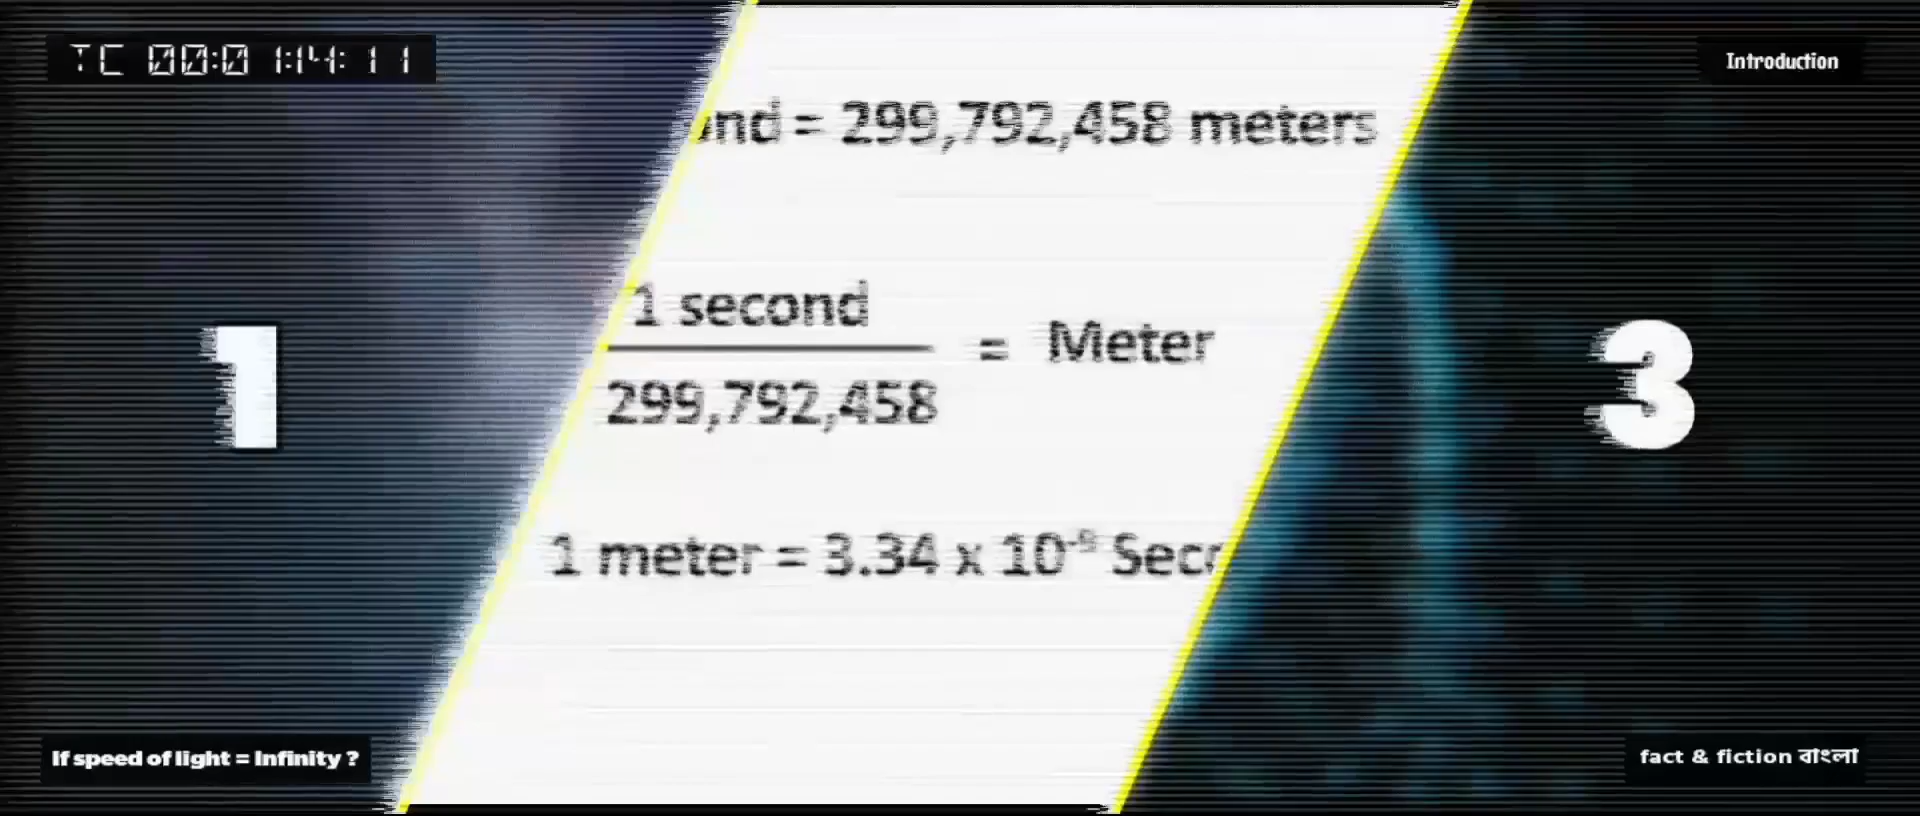 TC 00:01:14:11
Introduction
= 299,792,458 meters
1 second
= Meter
299,792,458
1 meter = 3.34 x 10⁻⁹
1
3
If speed of light = Infinity ?
fact & fiction বাংলা